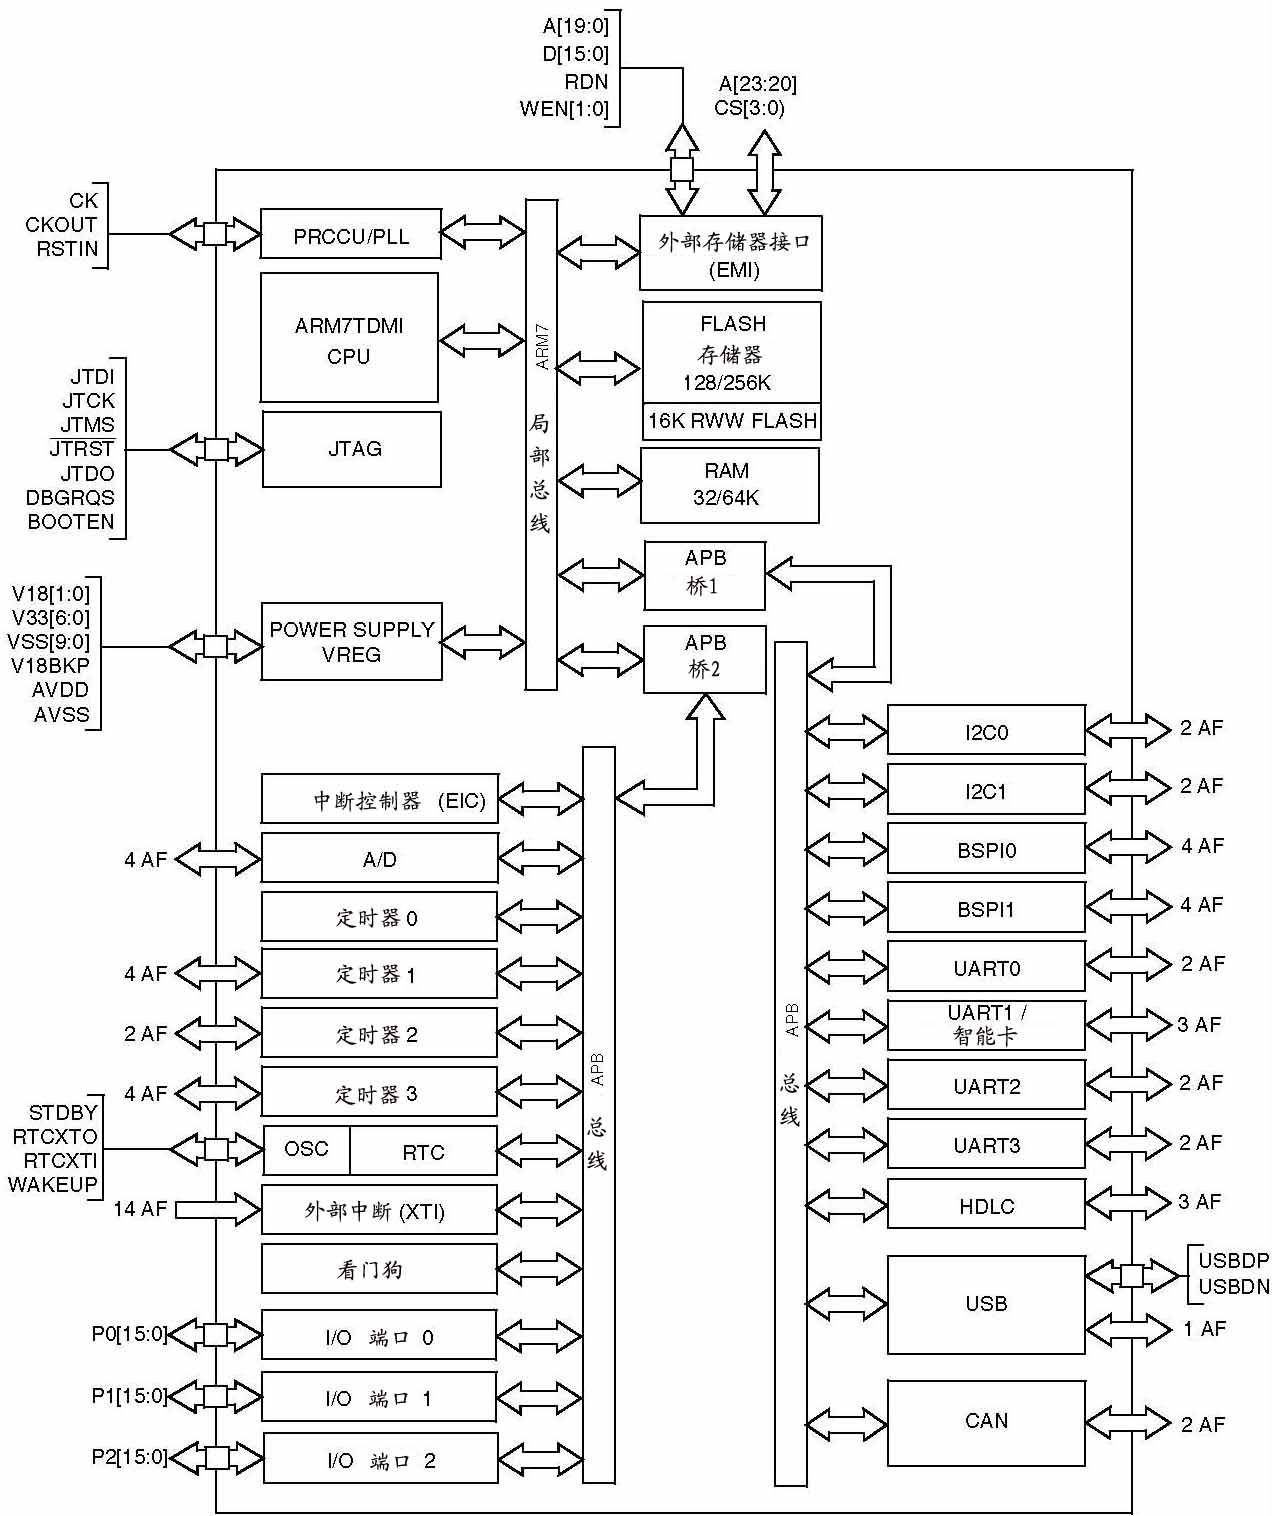 A[19:0]
D[15:0]
RDN
WEN[1:0]
A[23:20]
CS[3:0)
CK
CKOUT
RSTIN
PRCCU/PLL
外部存储器接口
(EMI)
ARM7TDMI
CPU
ARM7
局部总线
FLASH
存储器
128/256K
16K RWW FLASH
JTDI
JTCK
JTMS
JTRST
JTDO
DBGRQS
BOOTEN
JTAG
RAM
32/64K
APB
桥1
V18[1:0]
V33[6:0]
VSS[9:0]
V18BKP
AVDD
AVSS
POWER SUPPLY
VREG
APB
桥2
中断控制器 (EIC)
4 AF
A/D
定时器 0
4 AF
定时器 1
2 AF
定时器 2
4 AF
定时器 3
STDBY
RTCXTO
RTCXTI
WAKEUP
OSC
RTC
14 AF
外部中断 (XTI)
看门狗
P0[15:0]
I/O 端口 0
P1[15:0]
I/O 端口 1
P2[15:0]
I/O 端口 2
APB
总线
APB
总线
I2C0
2 AF
I2C1
2 AF
BSPI0
4 AF
BSPI1
4 AF
UART0
2 AF
UART1 /
智能卡
3 AF
UART2
2 AF
UART3
2 AF
HDLC
3 AF
USB
USBDP
USBDN
1 AF
CAN
2 AF